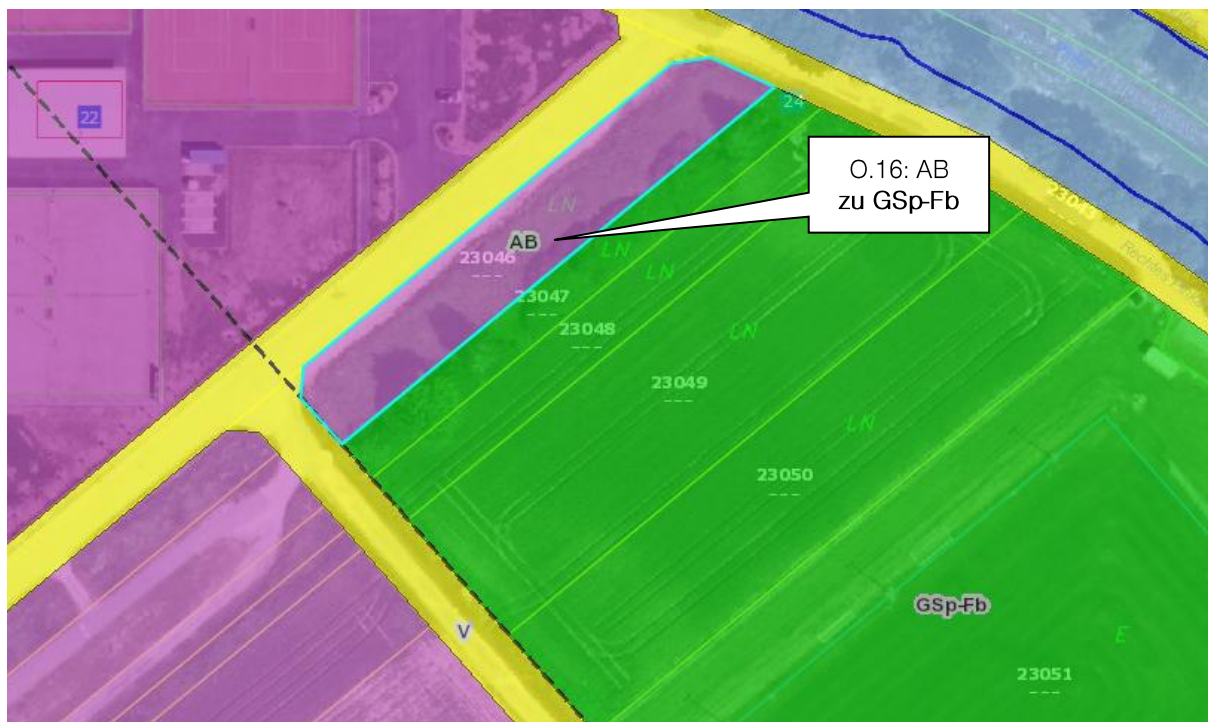 22
24
O.16: AB
zu GSp-Fb
LN
AB
23046
LN
LN
23047
23048
LN
23049
LN
23050
23043
GSp-Fb
V
E
23051